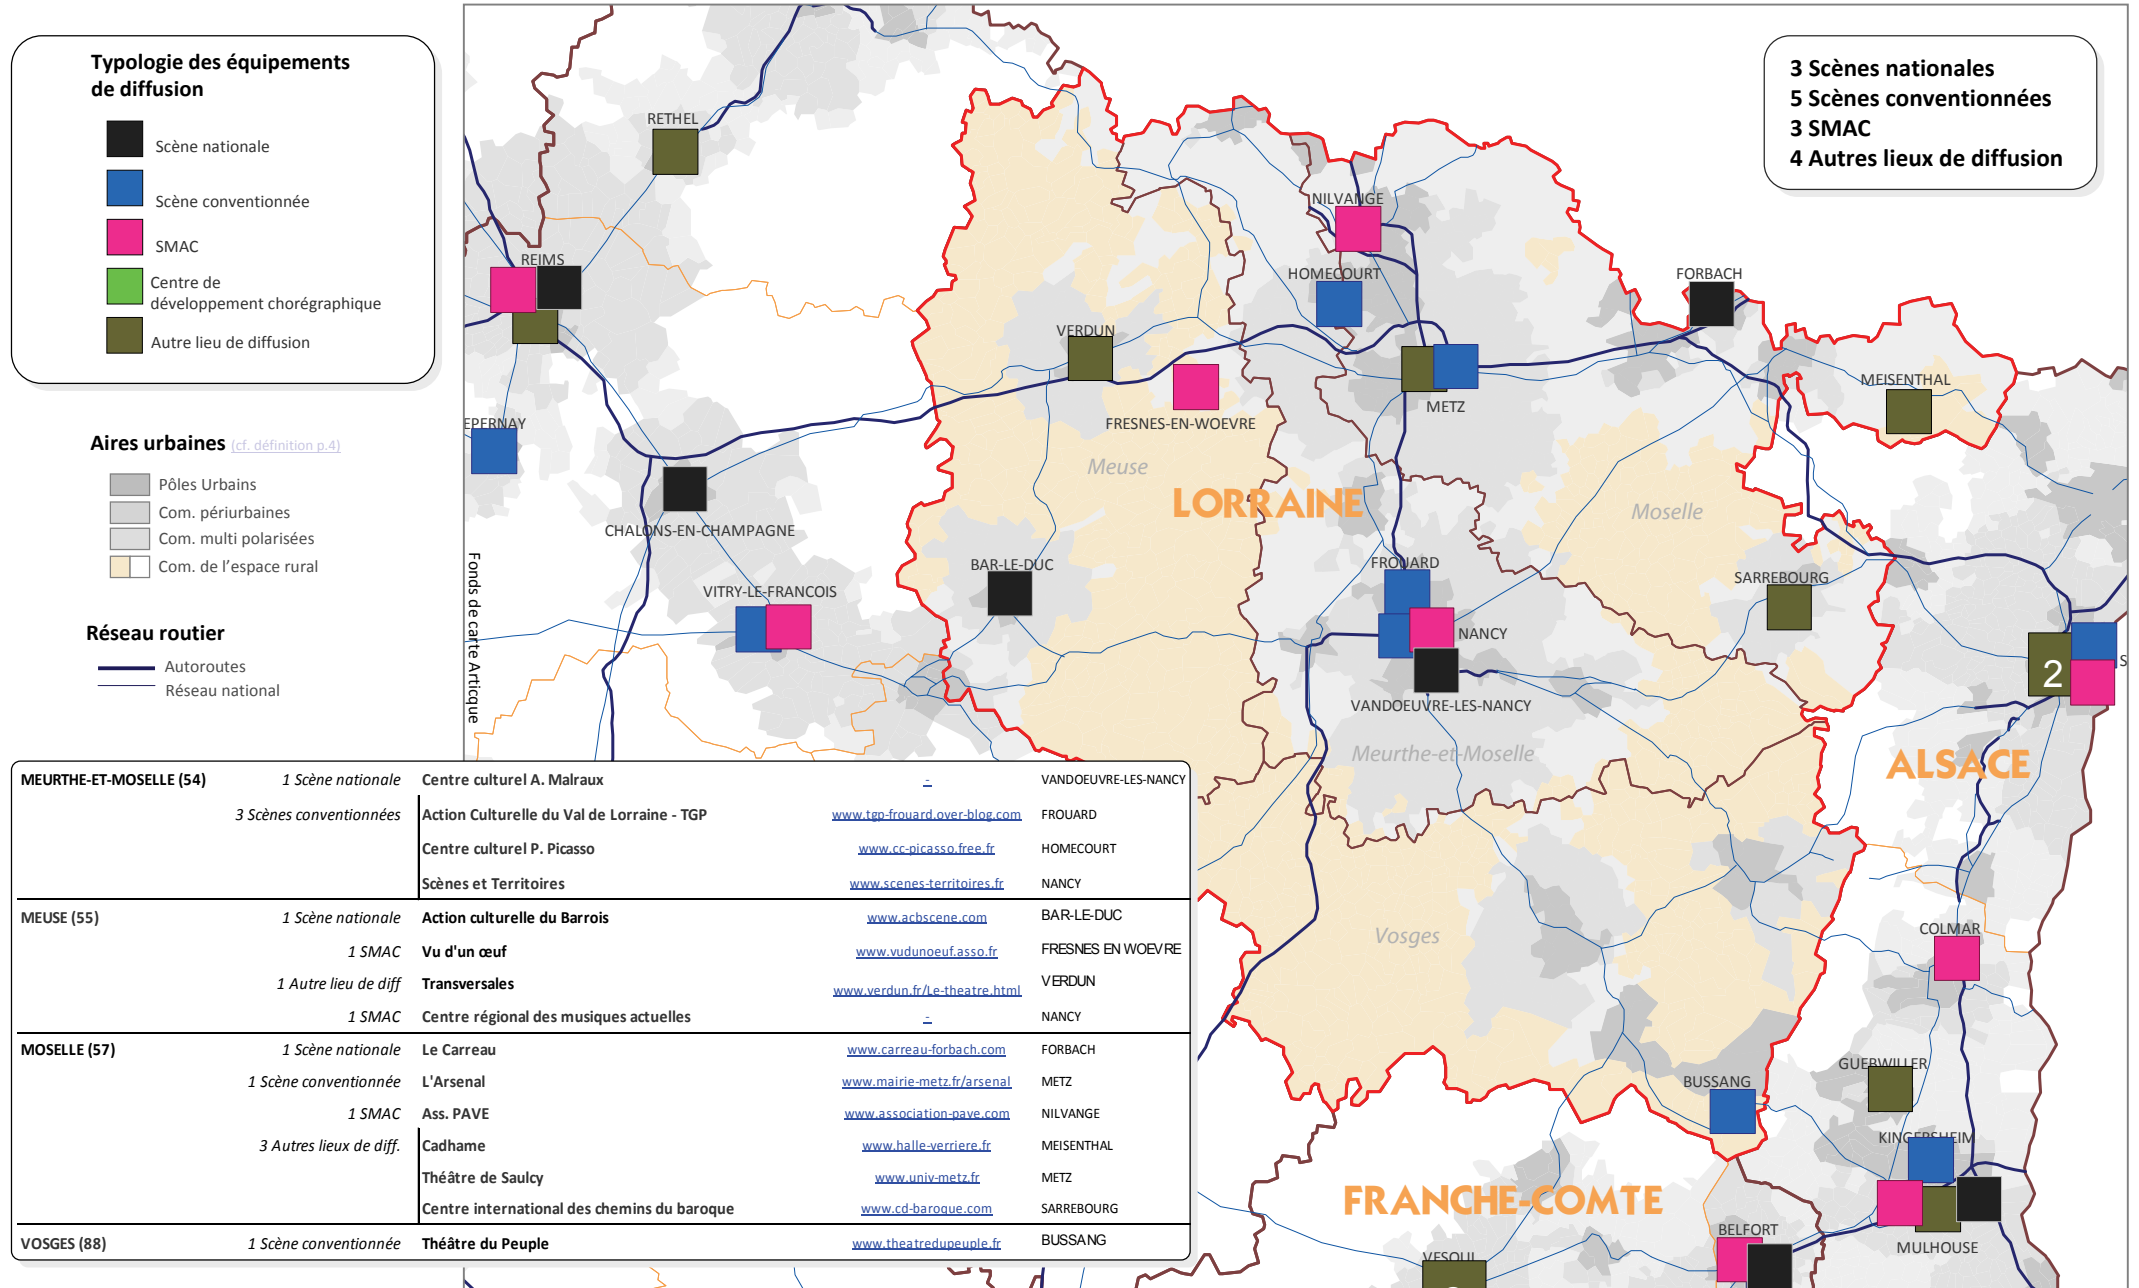 Typologie des équipements
de diffusion
Scène nationale
Scène conventionnée
SMAC
Centre de
développement chorégraphique
Autre lieu de diffusion
Aires urbaines (cf. définition p.4)
Pôles Urbains
Com. périurbaines
Com. multi polarisées
Com. de l'espace rural
Réseau routier
Autoroutes
Réseau national
Fonds de carte Articque
3 Scènes nationales
5 Scènes conventionnées
3 SMAC
4 Autres lieux de diffusion
RETHEL
REIMS
EPERNAY
CHALONS-EN-CHAMPAGNE
VITRY-LE-FRANCOIS
VERDUN
FRESNES-EN-WOEVRE
Meuse
LORRAINE
BAR-LE-DUC
NILVANGE
HOMECOURT
METZ
FORBACH
MEISENTHAL
Moselle
SARREBOURG
FROUARD
NANCY
VANDOEUVRE-LES-NANCY
Meurthe-et-Moselle
2
S
ALSACE
Vosges
COLMAR
GUEBWILLER
BUSSANG
KINGERSHEIM
FRANCHE-COMTE
BELFORT
MULHOUSE
VESOUL
MEURTHE-ET-MOSELLE (54) 1 Scène nationale Centre culturel A. Malraux - VANDOEUVRE-LES-NANCY
3 Scènes conventionnées Action Culturelle du Val de Lorraine - TGP www.tgp-frouard.over-blog.com FROUARD
Centre culturel P. Picasso www.cc-picasso.free.fr HOMECOURT
Scènes et Territoires www.scenes-territoires.fr NANCY
MEUSE (55) 1 Scène nationale Action culturelle du Barrois www.acbscene.com BAR-LE-DUC
1 SMAC Vu d'un œuf www.vudunoeuf.asso.fr FRESNES EN WOEVRE
1 Autre lieu de diff Transversales www.verdun.fr/Le-theatre.html VERDUN
1 SMAC Centre régional des musiques actuelles - NANCY
MOSELLE (57) 1 Scène nationale Le Carreau www.carreau-forbach.com FORBACH
1 Scène conventionnée L'Arsenal www.mairie-metz.fr/arsenal METZ
1 SMAC Ass. PAVE www.association-pave.com NILVANGE
3 Autres lieux de diff. Cadhame www.halle-verriere.fr MEISENTHAL
Théâtre de Saulcy www.univ-metz.fr METZ
Centre international des chemins du baroque www.cd-baroque.com SARREBOURG
VOSGES (88) 1 Scène conventionnée Théâtre du Peuple www.theatredupeuple.fr BUSSANG